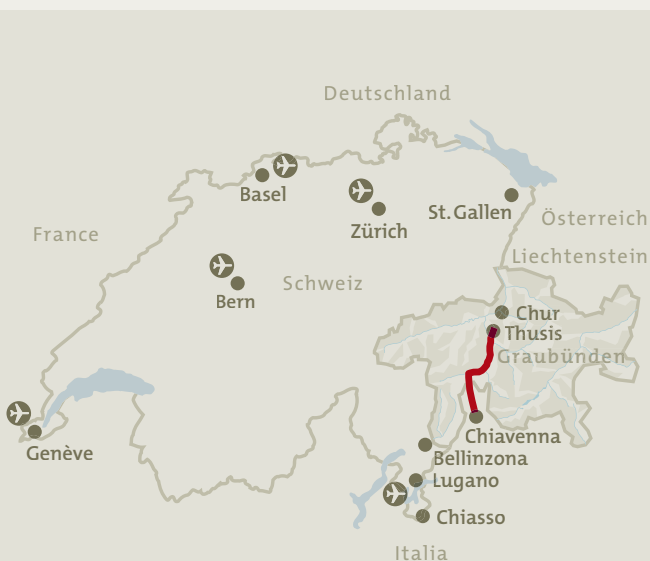 Deutschland
Basel
St. Gallen
Zürich
Österreich
France
Liechtenstein
Schweiz
Bern
Chur
Thusis
Graubünden
Chiavenna
Genève
Bellinzona
Lugano
Chiasso
Italia